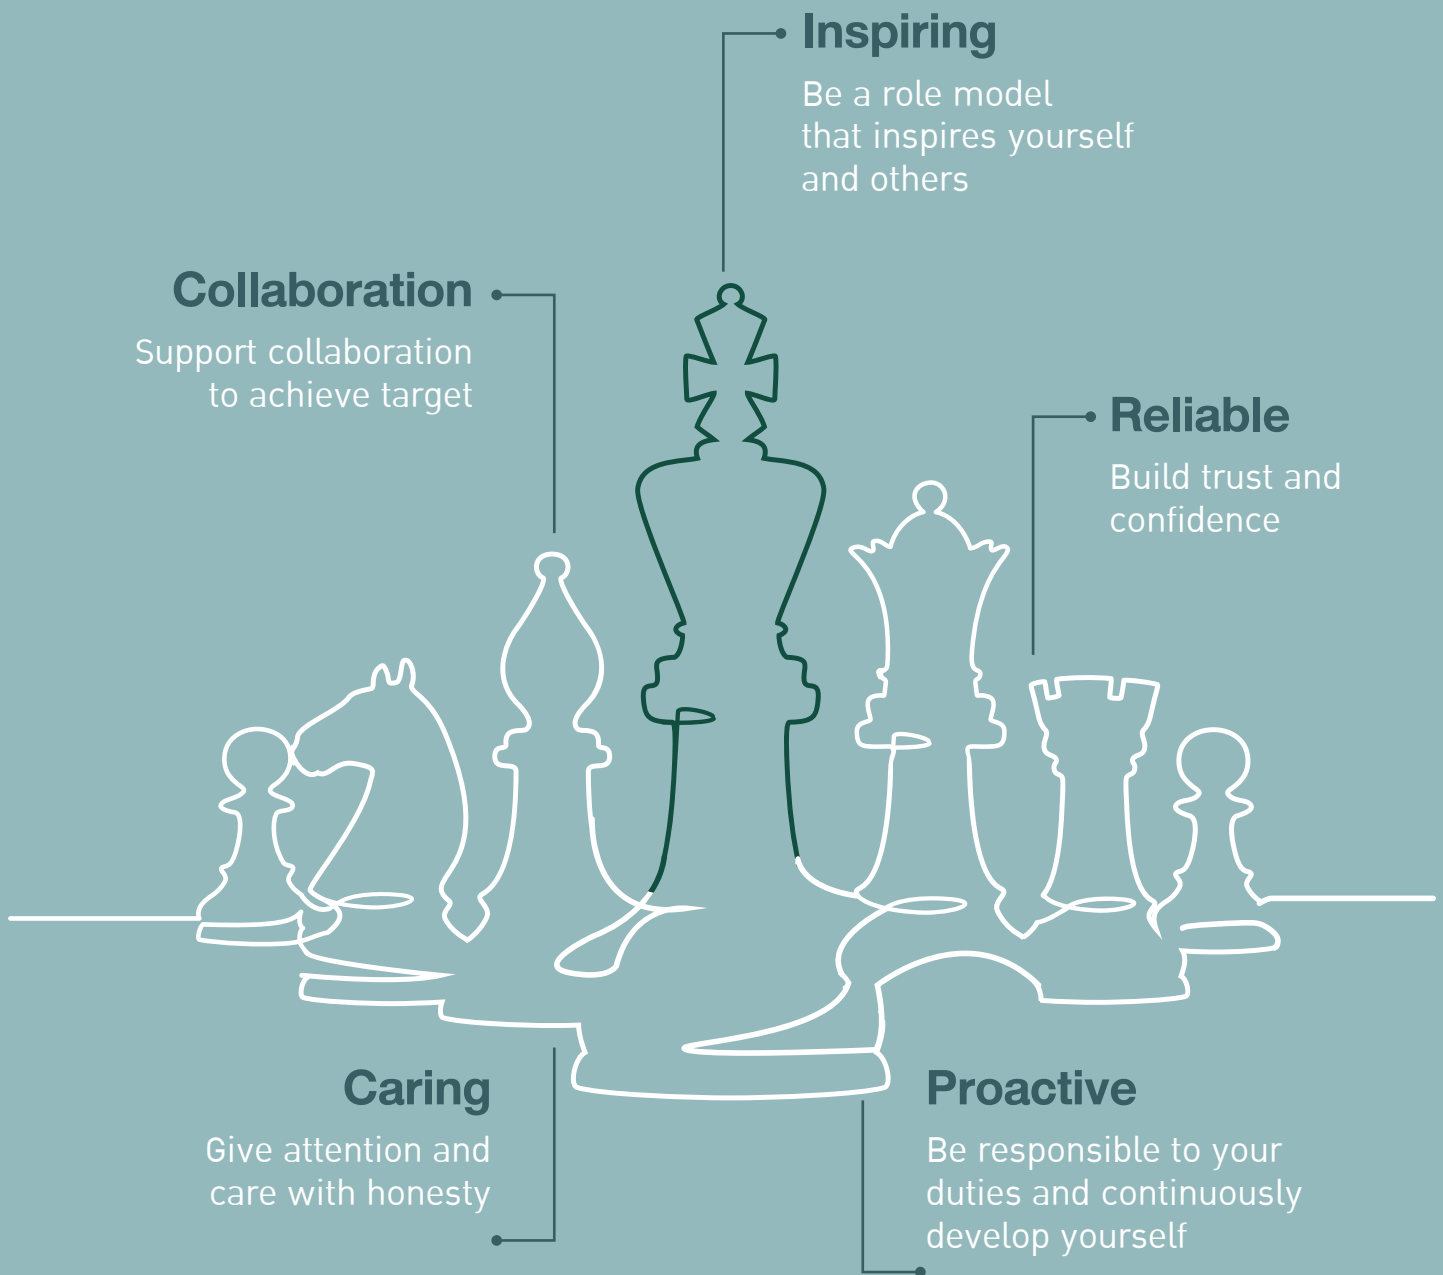 Inspiring
Be a role model
that inspires yourself
and others
Collaboration
Support collaboration
to achieve target
Reliable
Build trust and
confidence
Caring
Give attention and
care with honesty
Proactive
Be responsible to your
duties and continuously
develop yourself